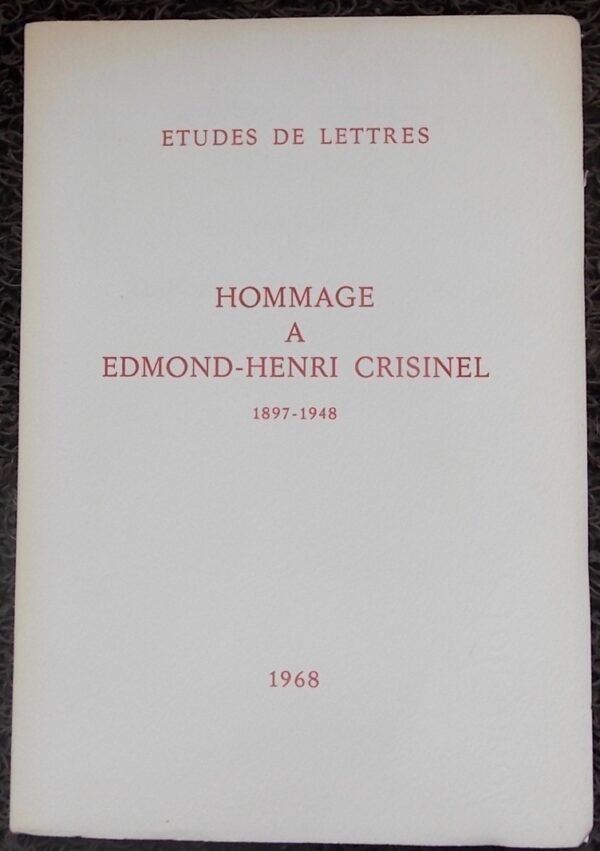 ETUDES DE LETTRES
HOMMAGE
A
EDMOND-HENRI CRISINEL
1897-1948
1968